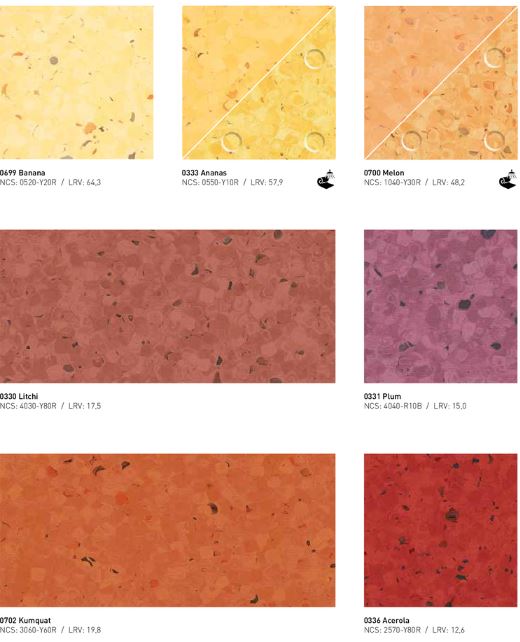 0699 Banana
NCS: 0520-Y20R / LRV: 64,3
0333 Ananas
NCS: 0550-Y10R / LRV: 57,9
0700 Melon
NCS: 1040-Y30R / LRV: 48,2
0330 Litchi
NCS: 4030-Y80R / LRV: 17,5
0331 Plum
NCS: 4040-R10B / LRV: 15,0
0702 Kumquat
NCS: 3060-Y60R / LRV: 19,8
0336 Acerola
NCS: 2570-Y80R / LRV: 12,6